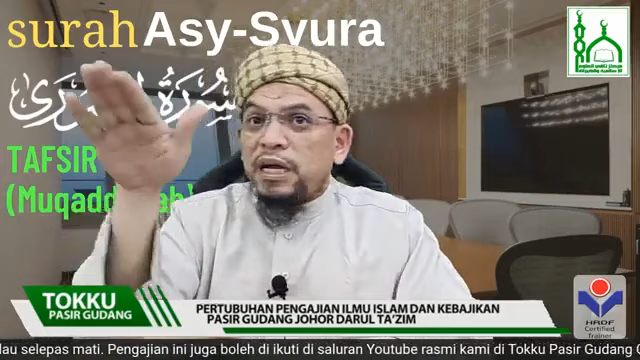 surah Asy-Syura
TAFSIR
TOKKU
PASIR GUDANG
PERTUBUHAN PENGAJIAN ILMU ISLAM DAN KEBAJIKAN
PASIR GUDANG JOHOR DARUL TA'ZIM
HRDF
Certified
Trainer
selepas mati. Pengajian ini juga boleh di ikuti di saluran Youtube rasmi kami di Tokku Pasir Gudang